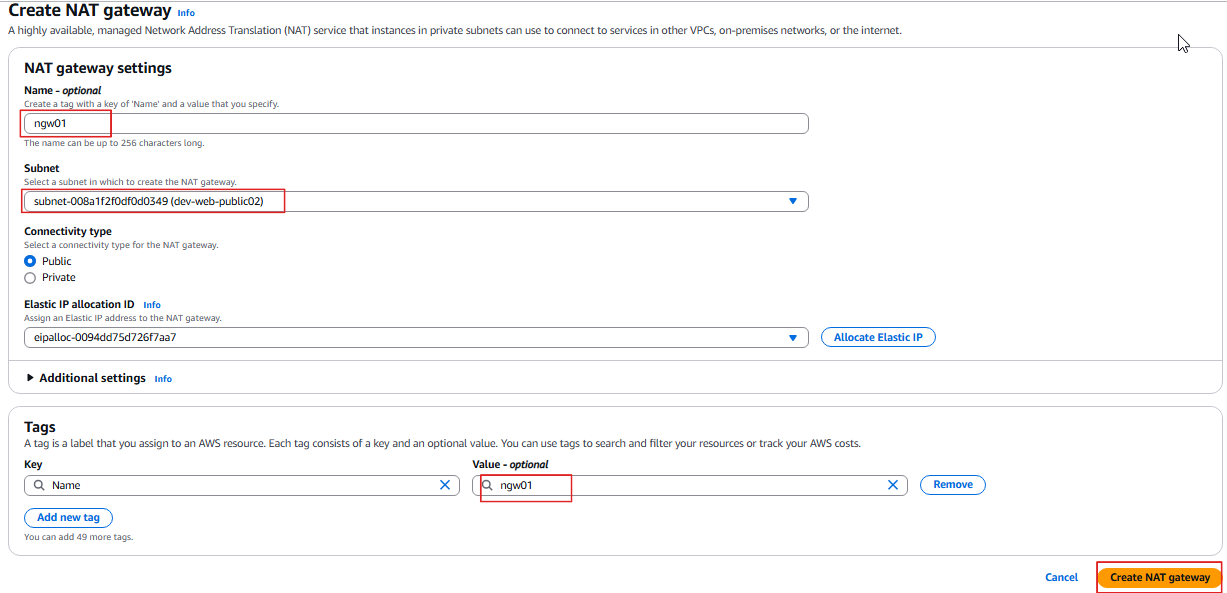 Create NAT gateway Info
A highly available, managed Network Address Translation (NAT) service that instances in private subnets can use to connect to services in other VPCs, on-premises networks, or the internet.
NAT gateway settings
Name - optional
Create a tag with a key of 'Name' and a value that you specify.
ngw01
The name can be up to 256 characters long.
Subnet
Select a subnet in which to create the NAT gateway.
subnet-008a1f2f0df0d0349 (dev-web-public02)
Connectivity type
Select a connectivity type for the NAT gateway.
Public
Private
Elastic IP allocation ID Info
Assign an Elastic IP address to the NAT gateway.
eipalloc-0094dd75d726f7aa7 Allocate Elastic IP
Additional settings Info
Tags
A tag is a label that you assign to an AWS resource. Each tag consists of a key and an optional value. You can use tags to search and filter your resources or track your AWS costs.
Key Value - optional
Name ngw01 Remove
Add new tag
You can add 49 more tags.
Cancel Create NAT gateway